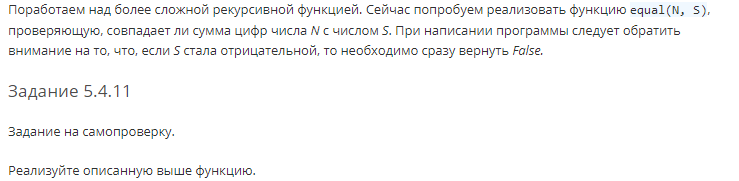 Поработаем над более сложной рекурсивной функцией. Сейчас попробуем реализовать функцию equal(N, S),
проверяющую, совпадает ли сумма цифр числа N с числом S. При написании программы следует обратить
внимание на то, что, если S стала отрицательной, то необходимо сразу вернуть False.
Задание 5.4.11
Задание на самопроверку.
Реализуйте описанную выше функцию.